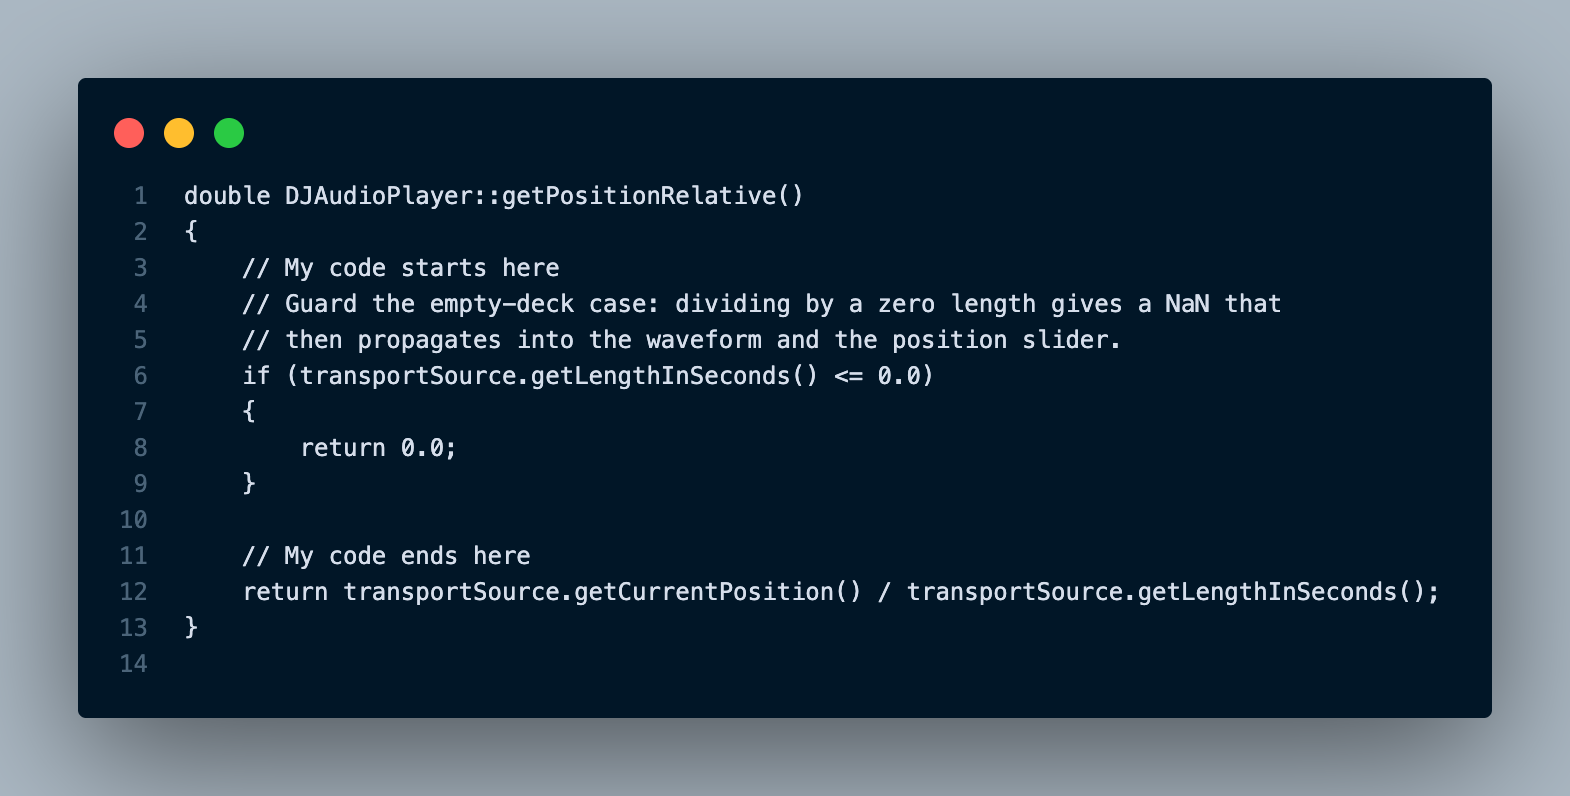 1 double DJAudioPlayer::getPositionRelative()
2 {
3     // My code starts here
4     // Guard the empty-deck case: dividing by a zero length gives a NaN that
5     // then propagates into the waveform and the position slider.
6     if (transportSource.getLengthInSeconds() <= 0.0)
7     {
8         return 0.0;
9     }
10
11     // My code ends here
12     return transportSource.getCurrentPosition() / transportSource.getLengthInSeconds();
13 }
14